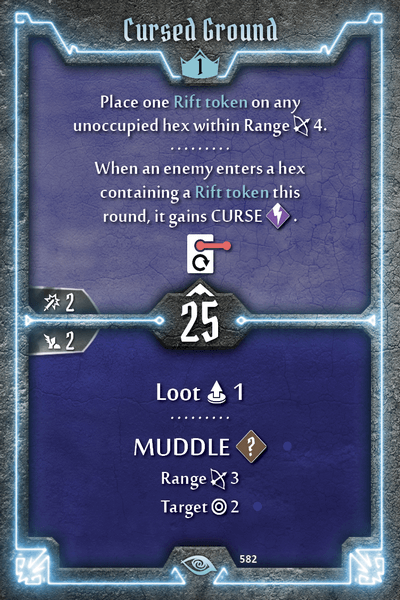 Cursed Ground
1
Place one Rift token on any
unoccupied hex within Range 4.
When an enemy enters a hex
containing a Rift token this
round, it gains CURSE .
2
25
2
Loot 1
MUDDLE ?
Range 3
Target 2
582